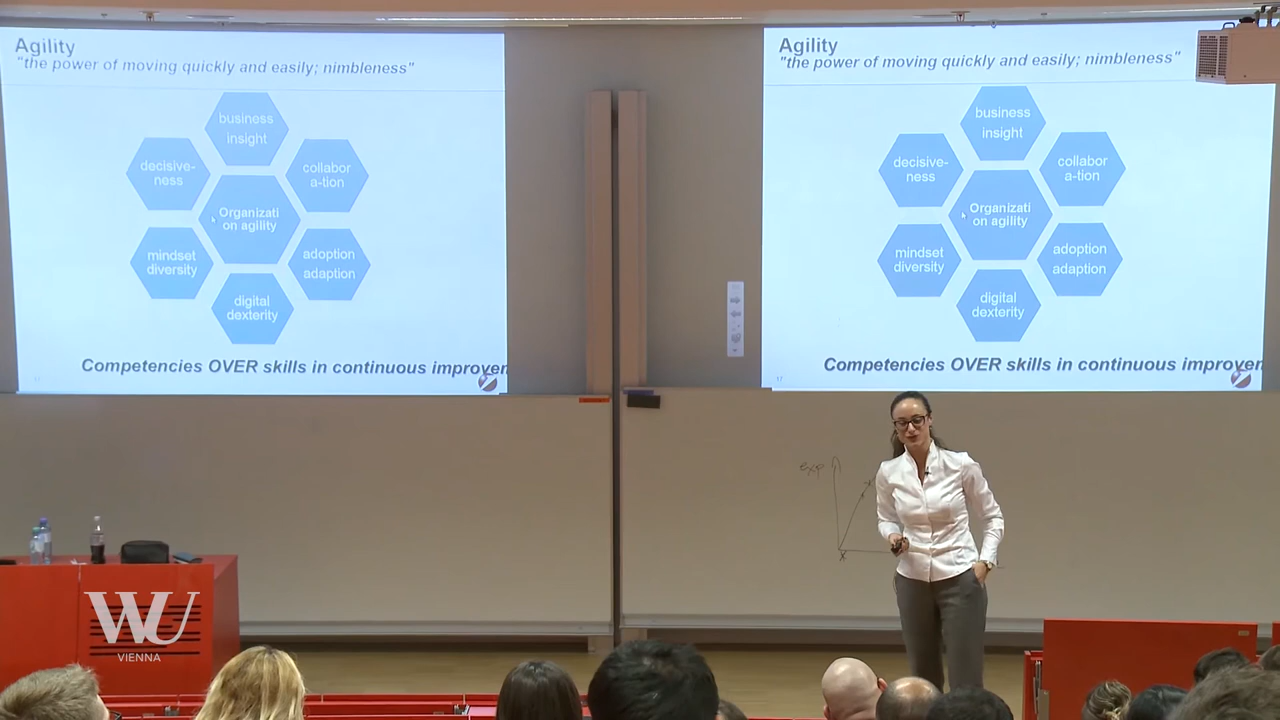 Agility
"the power of moving quickly and easily; nimbleness"
business
insight
decisive-
ness
collabor
a-tion
Organizati
on agility
mindset
diversity
adoption
adaption
digital
dexterity
Competencies OVER skills in continuous improven
17
Agility
"the power of moving quickly and easily; nimbleness"
business
insight
decisive-
ness
collabor
a-tion
Organizati
on agility
mindset
diversity
adoption
adaption
digital
dexterity
Competencies OVER skills in continuous improven
17
exp
WU
VIENNA